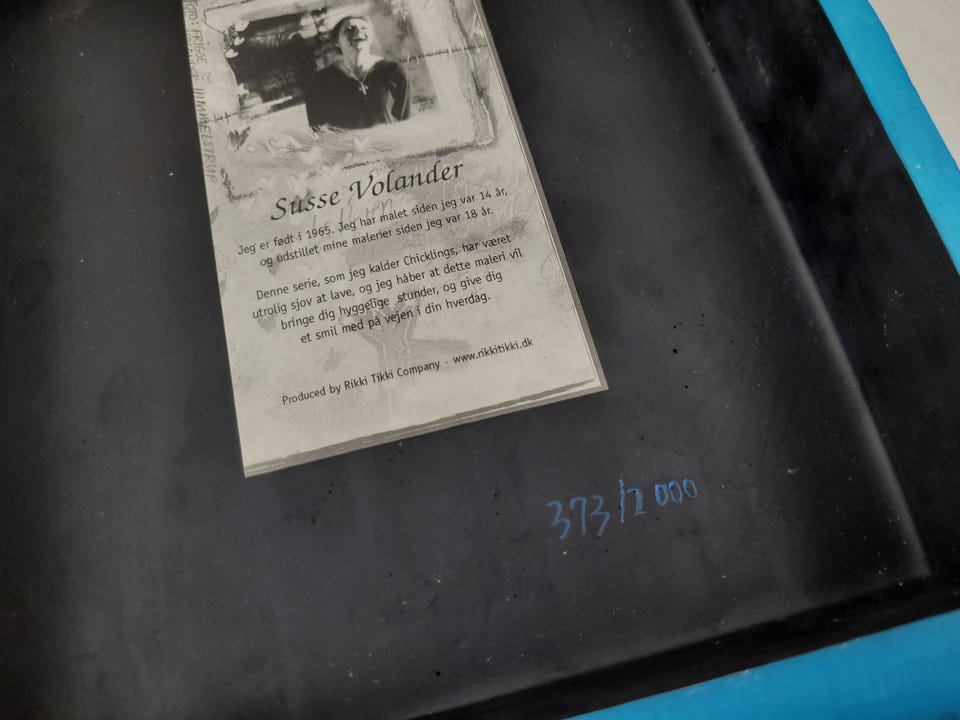 FOTO: FRIGGE HIMMELSTRUP
Susse Volander
Jeg er født i 1965. Jeg har malet siden jeg var 14 år,
og udstillet mine malerier siden jeg var 18 år.
Denne serie, som jeg kalder Chicklings, har været
utrolig sjov at lave, og jeg håber at dette maleri vil
bringe dig hyggelige stunder, og give dig
et smil med på vejen i din hverdag.
Produced by Rikki Tikki Company · www.rikkitikki.dk
373/2000